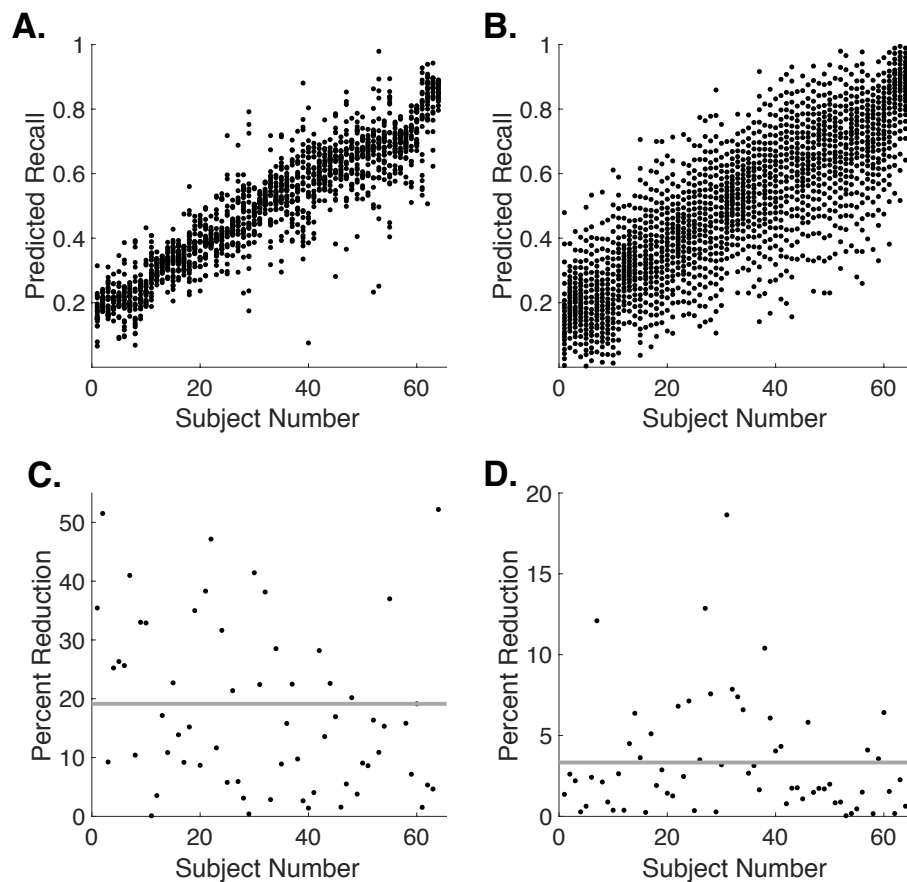 A.
Predicted Recall
1
0.8
0.6
0.4
0.2
0 20 40 60
Subject Number
B.
Predicted Recall
1
0.8
0.6
0.4
0.2
0 20 40 60
Subject Number
C.
Percent Reduction
50
40
30
20
10
0
0 20 40 60
Subject Number
D.
Percent Reduction
20
15
10
5
0
0 20 40 60
Subject Number